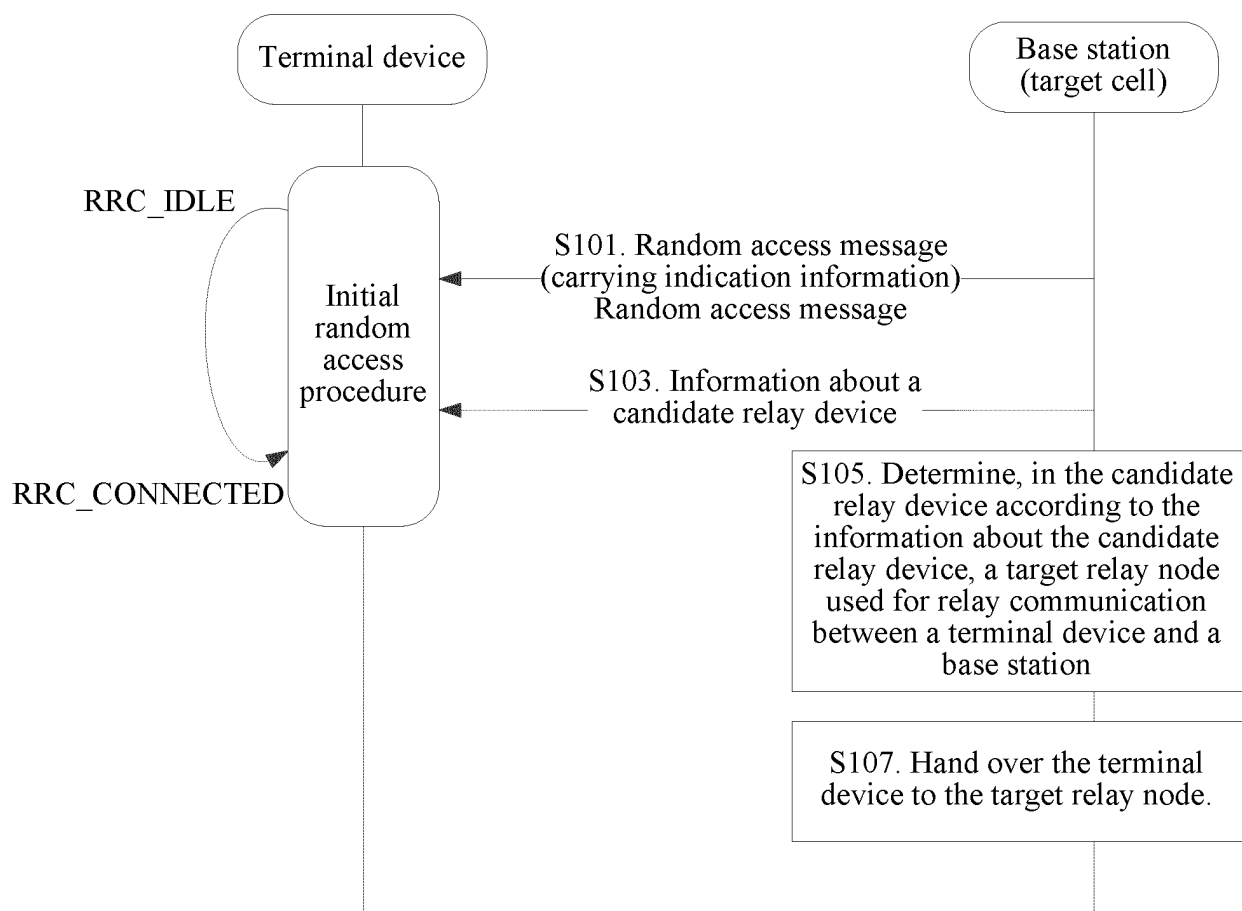 Terminal device
Base station
(target cell)
RRC_IDLE
S101. Random access message
(carrying indication information)
Random access message
Initial
random
access
procedure
S103. Information about a
candidate relay device
RRC_CONNECTED
S105. Determine, in the candidate
relay device according to the
information about the candidate
relay device, a target relay node
used for relay communication
between a terminal device and a
base station
S107. Hand over the terminal
device to the target relay node.